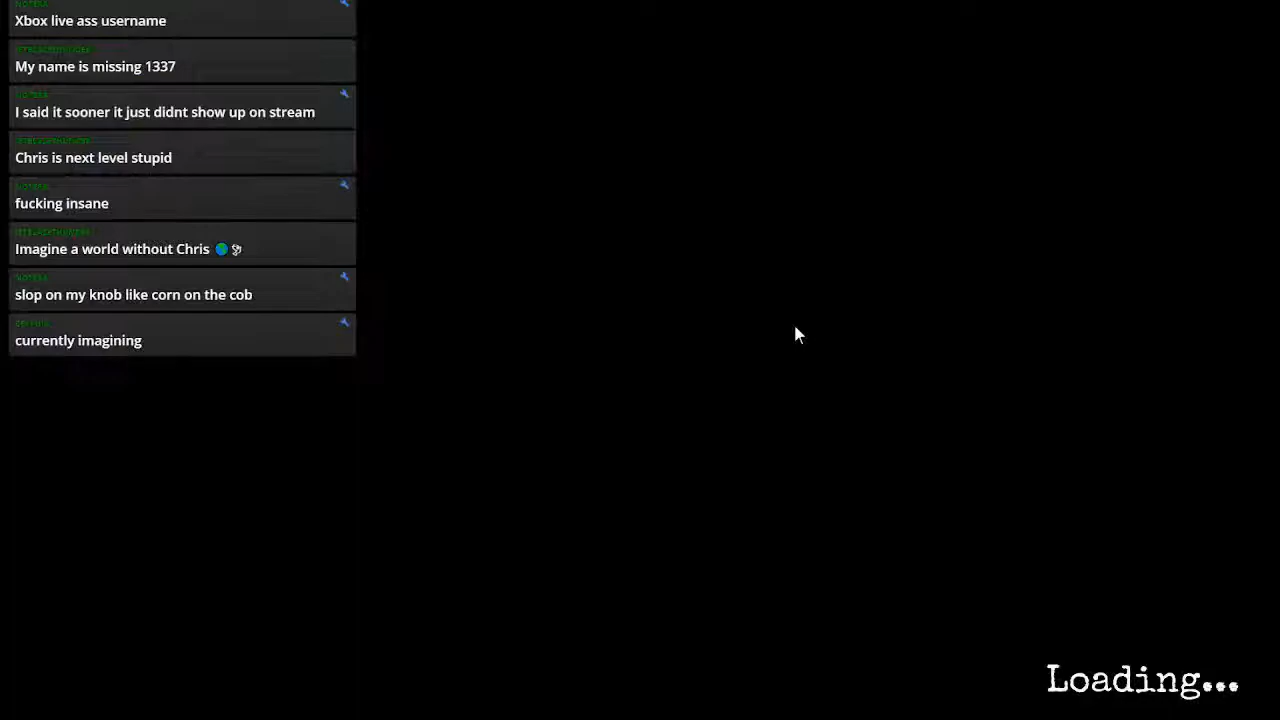 Xbox live ass username
My name is missing 1337
I said it sooner it just didnt show up on stream
Chris is next level stupid
fucking insane
Imagine a world without Chris 🌍🕊
slop on my knob like corn on the cob
currently imagining
Loading...